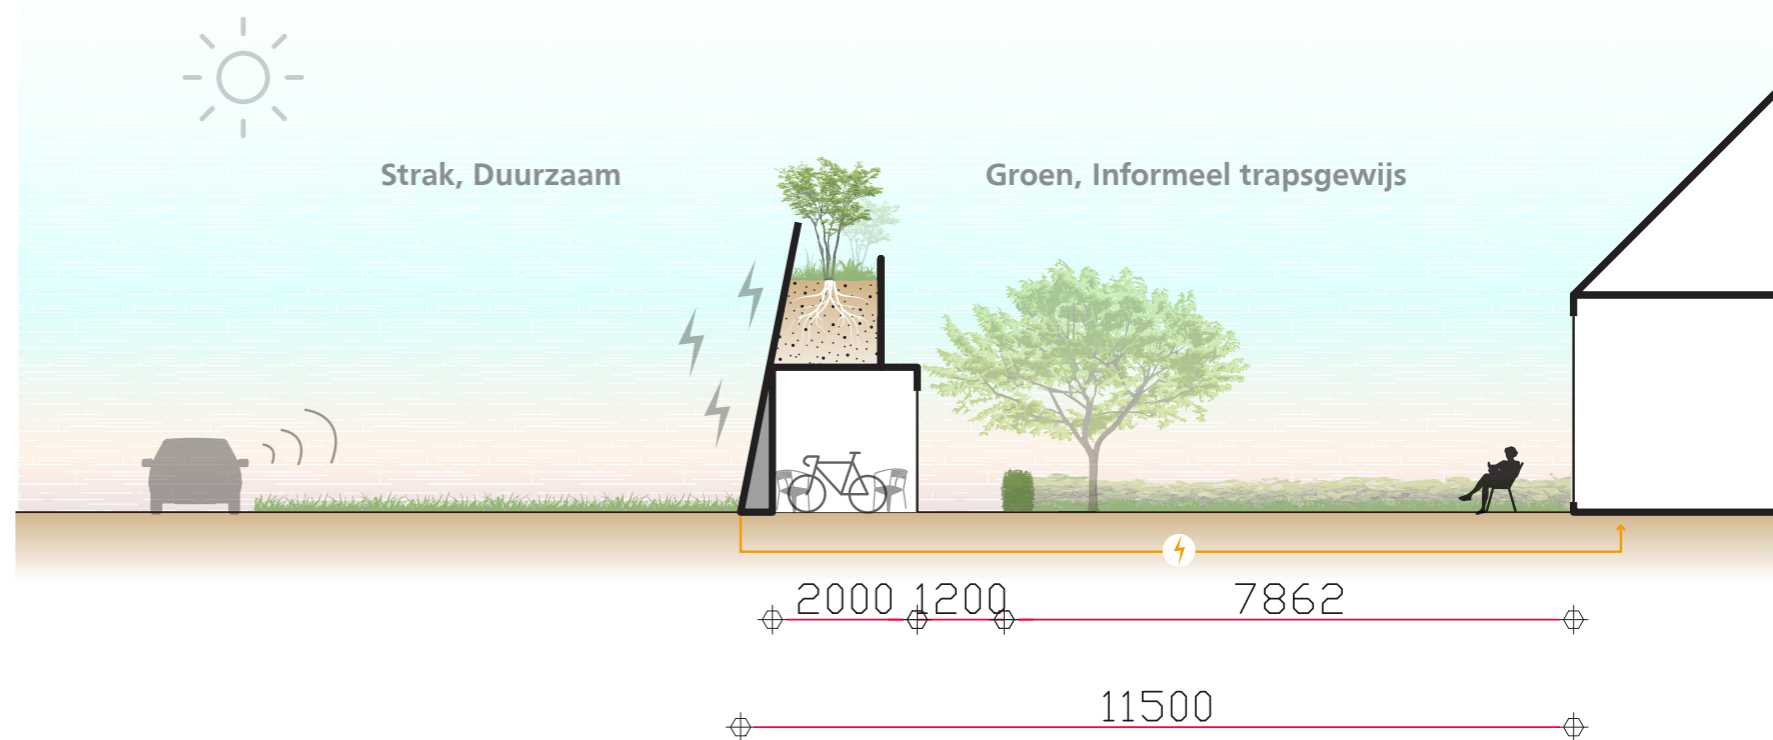 Strak, Duurzaam
Groen, Informeel trapsgewijs
2000 1200 7862
11500